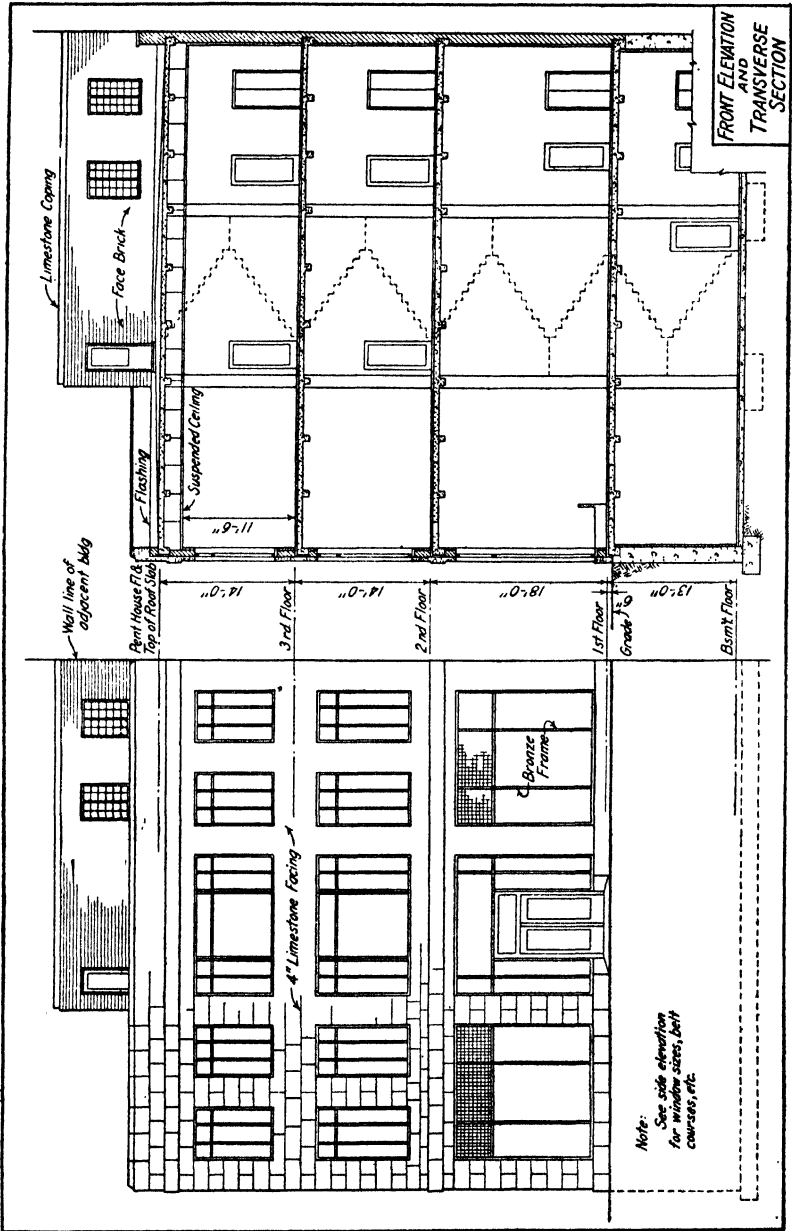 FRONT ELEVATION
AND
TRANSVERSE
SECTION
Limestone Coping
Face Brick
Flashing
Suspended Ceiling
11'-6"
Wall line of
adjacent bldg
Pent House Fl &
Top of Roof Slab
14'-0"
3rd Floor
14'-0"
2nd Floor
18'-0"
1st Floor
6"
Grade
13'-0"
Bsm't Floor
4" Limestone Facing
Bronze
Frame
Note:
See side elevation
for window sizes, belt
courses, etc.